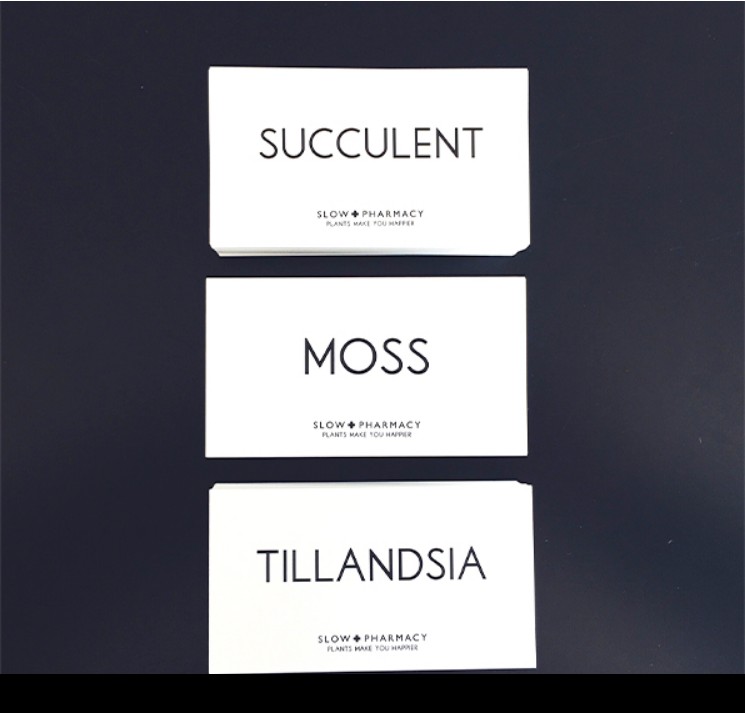 SUCCULENT
SLOW✚PHARMACY
PLANTS MAKE YOU HAPPIER
MOSS
SLOW✚PHARMACY
PLANTS MAKE YOU HAPPIER
TILLANDSIA
SLOW✚PHARMACY
PLANTS MAKE YOU HAPPIER